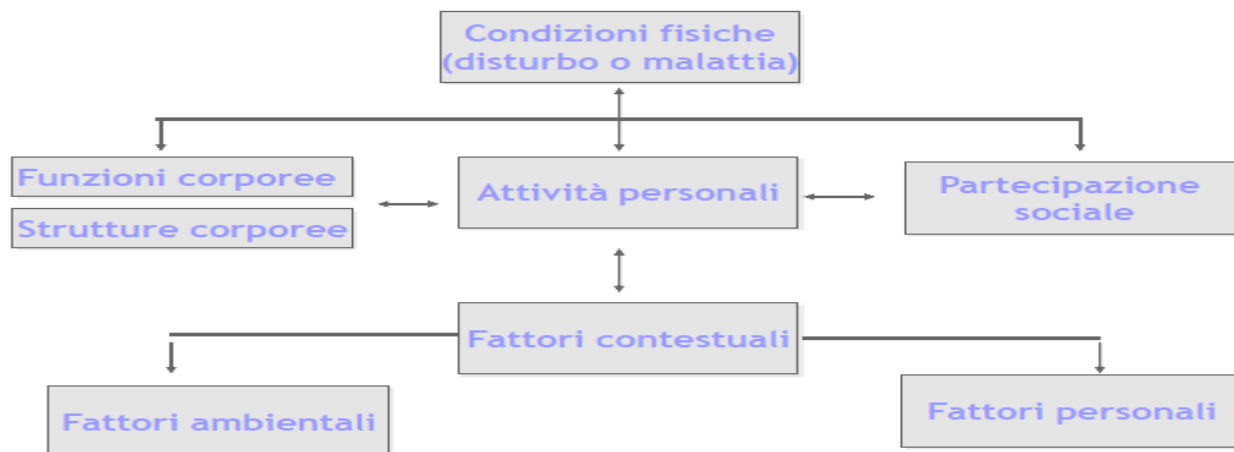 Condizioni fisiche
(disturbo o malattia)
Funzioni corporee
Strutture corporee
Attività personali
Partecipazione
sociale
Fattori contestuali
Fattori ambientali
Fattori personali